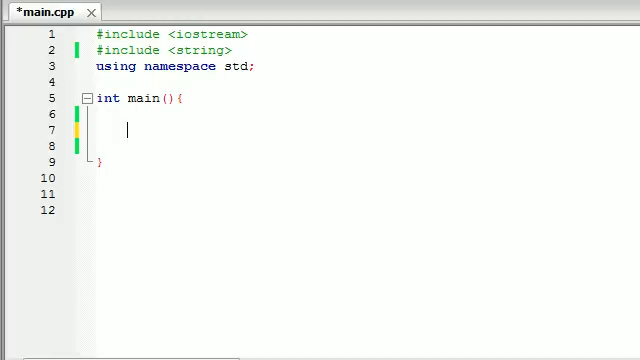 *main.cpp
1 #include <iostream>
2 #include <string>
3 using namespace std;
4
5 int main(){
6
7
8
9 }
10
11
12